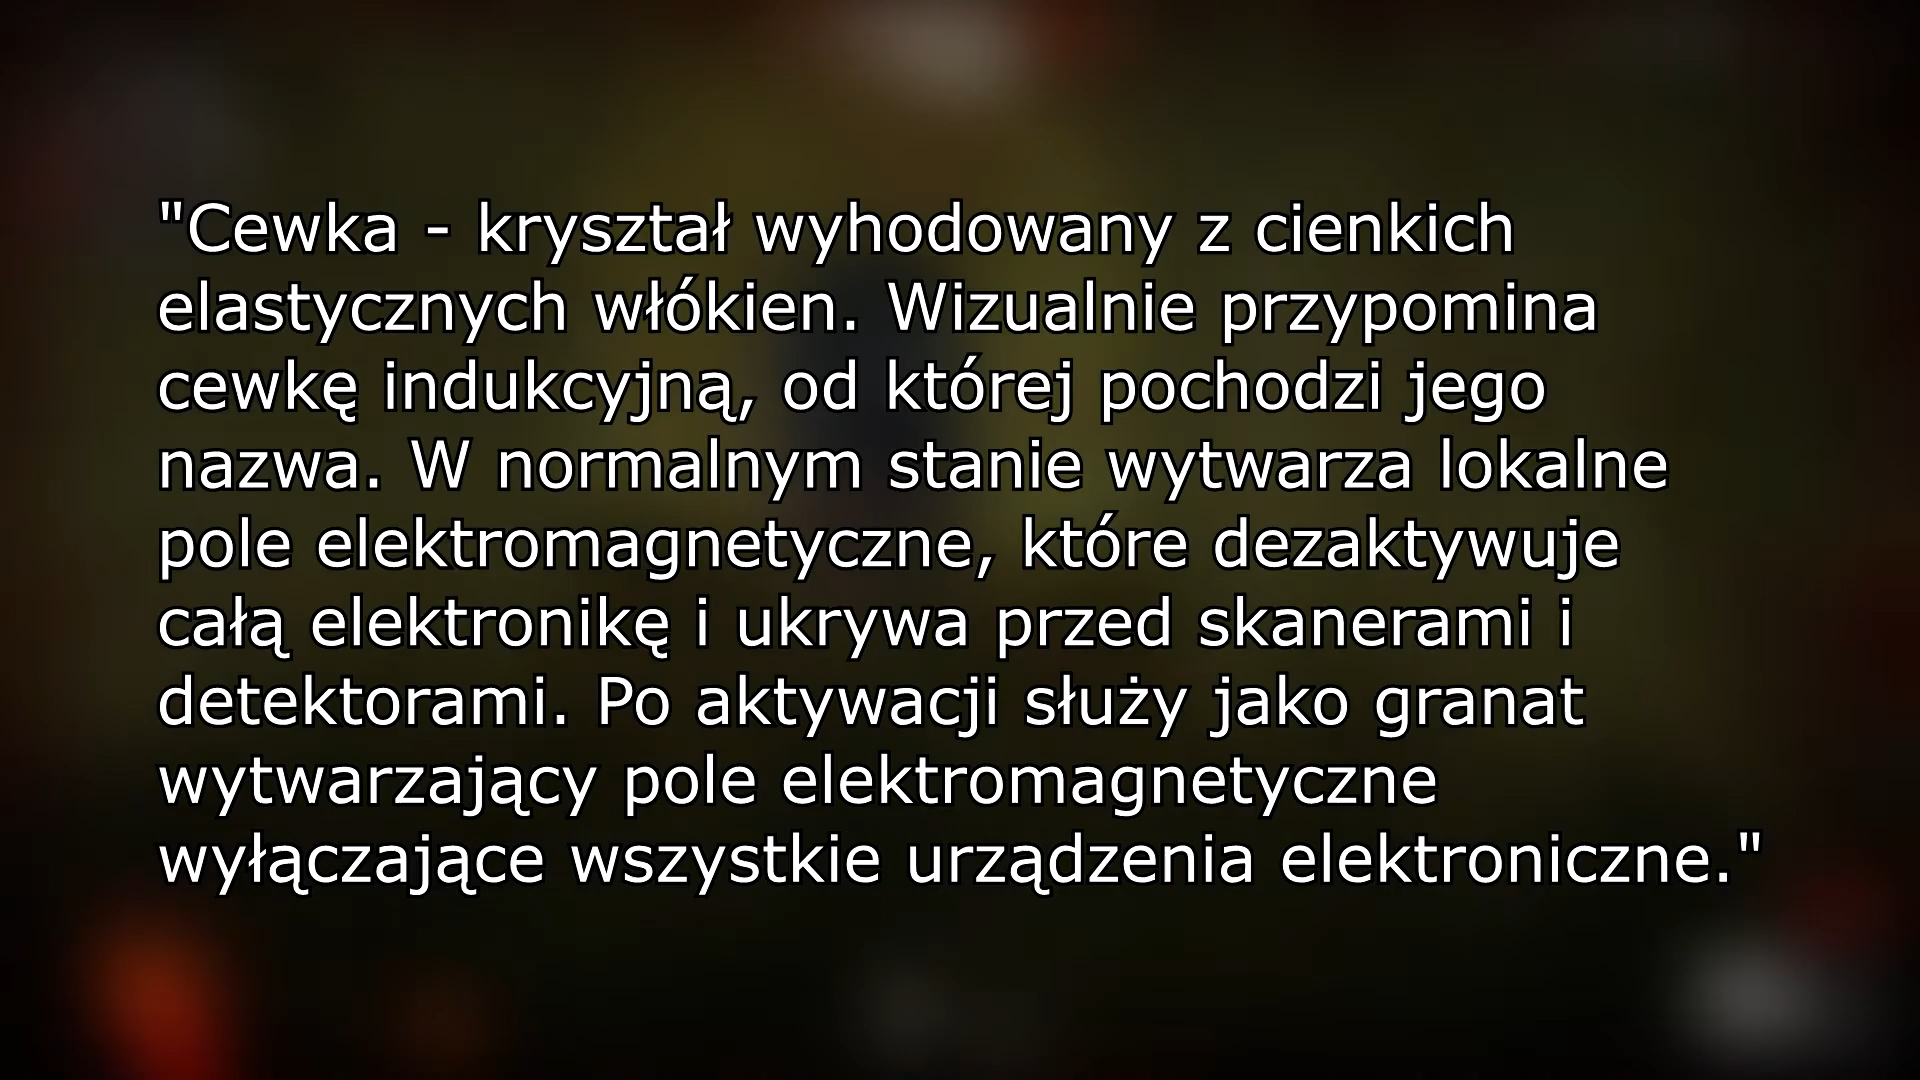 "Cewka - kryształ wyhodowany z cienkich
elastycznych włókien. Wizualnie przypomina
cewkę indukcyjną, od której pochodzi jego
nazwa. W normalnym stanie wytwarza lokalne
pole elektromagnetyczne, które dezaktywuje
całą elektronikę i ukrywa przed skanerami i
detektorami. Po aktywacji służy jako granat
wytwarzający pole elektromagnetyczne
wyłączające wszystkie urządzenia elektroniczne."